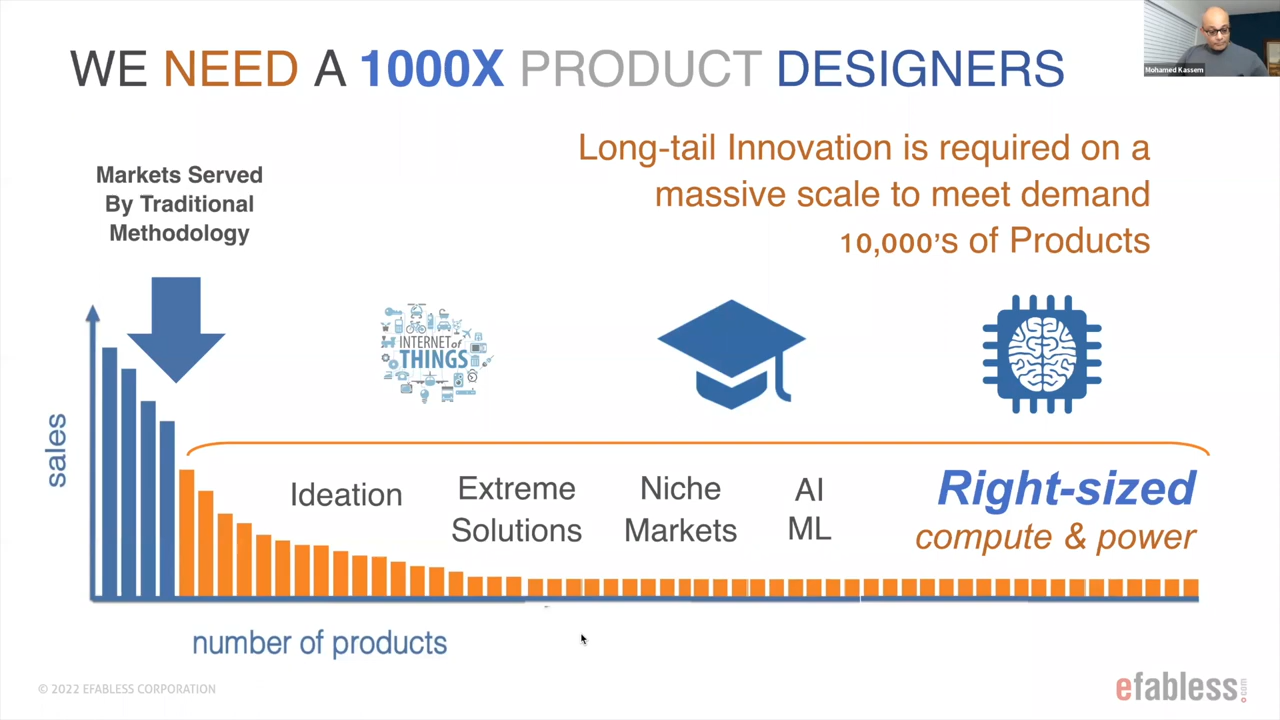 WE NEED A 1000X PRODUCT DESIGNERS
Mohamed Kassem
Long-tail Innovation is required on a
massive scale to meet demand
10,000's of Products
Markets Served
By Traditional
Methodology
INTERNET of
THINGS
sales
Ideation
Extreme
Solutions
Niche
Markets
AI
ML
Right-sized
compute & power
number of products
© 2022 EFABLESS CORPORATION
efabless.com